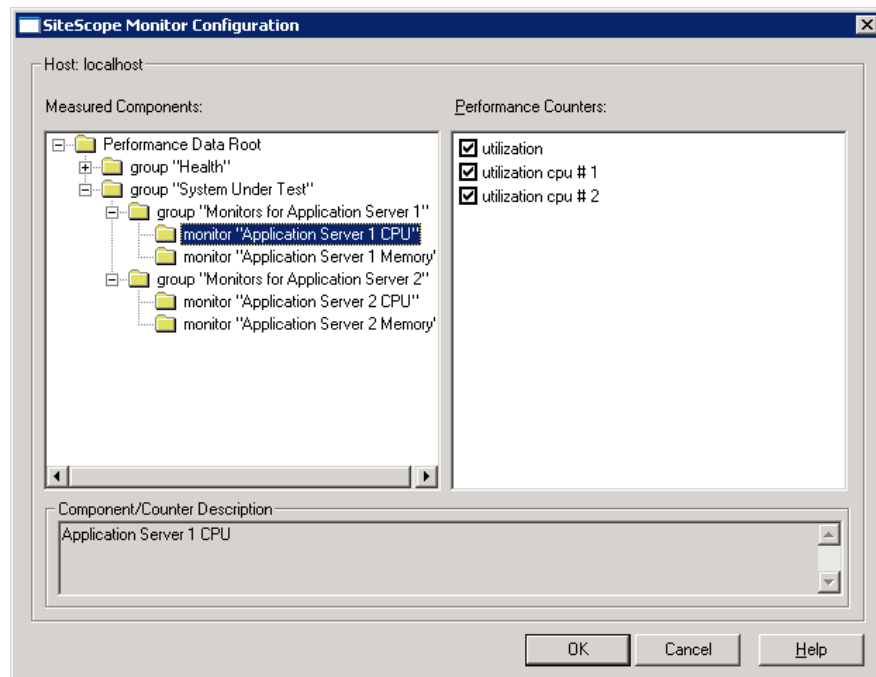 SiteScope Monitor Configuration
Host: localhost
Measured Components:
Performance Counters:
Performance Data Root
group "Health"
group "System Under Test"
group "Monitors for Application Server 1"
monitor "Application Server 1 CPU"
monitor "Application Server 1 Memory"
group "Monitors for Application Server 2"
monitor "Application Server 2 CPU"
monitor "Application Server 2 Memory"
utilization
utilization cpu # 1
utilization cpu # 2
Component/Counter Description
Application Server 1 CPU
OK
Cancel
Help